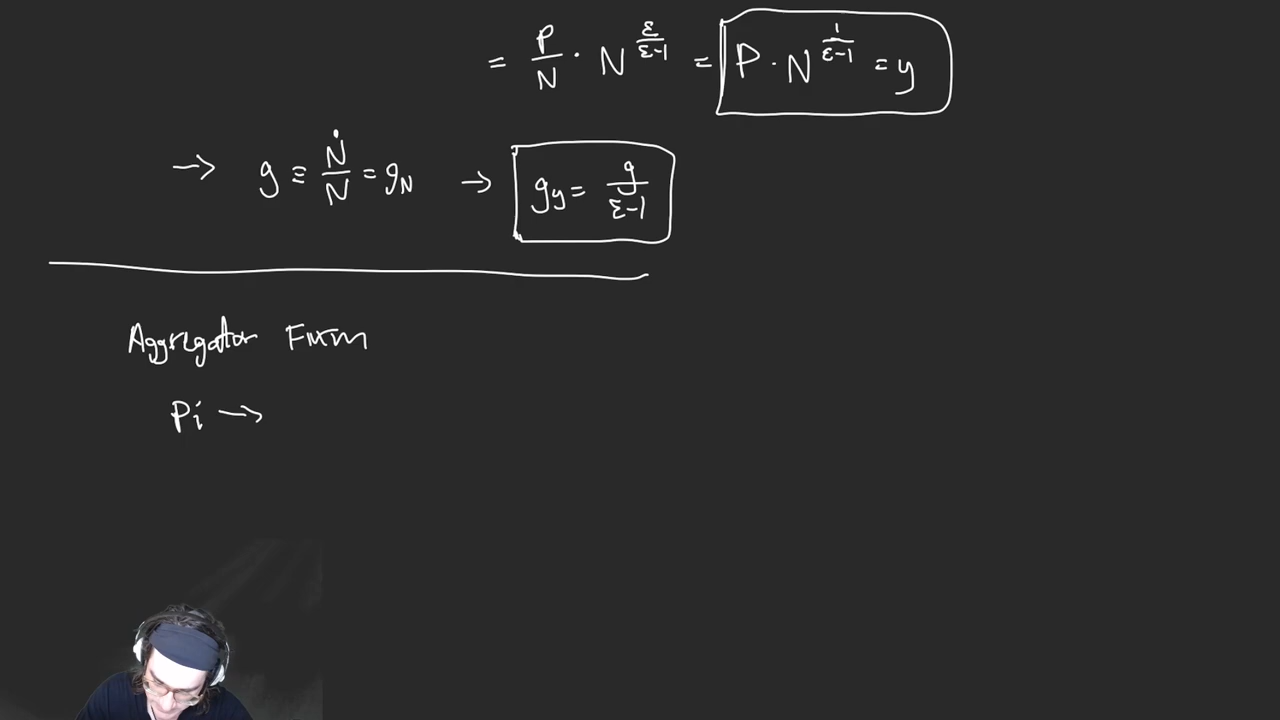 = P/N · N^(ε/(ε-1)) = P · N^(1/(ε-1)) = y
→ g ≡ Ṅ/N = g_N → g_y = g/(ε-1)
Aggregator Firm
Pi →